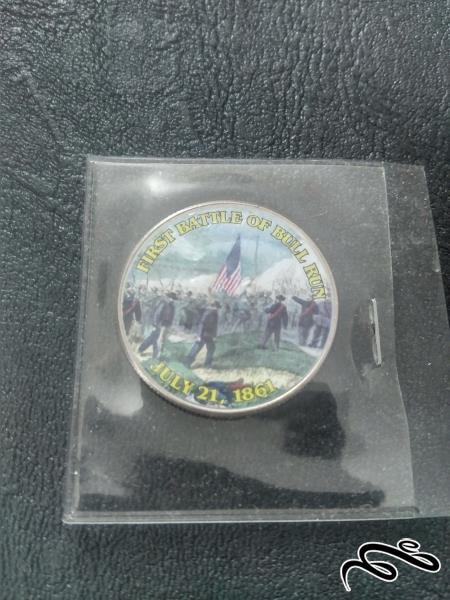 FIRST BATTLE OF BULL RUN
JULY 21, 1861